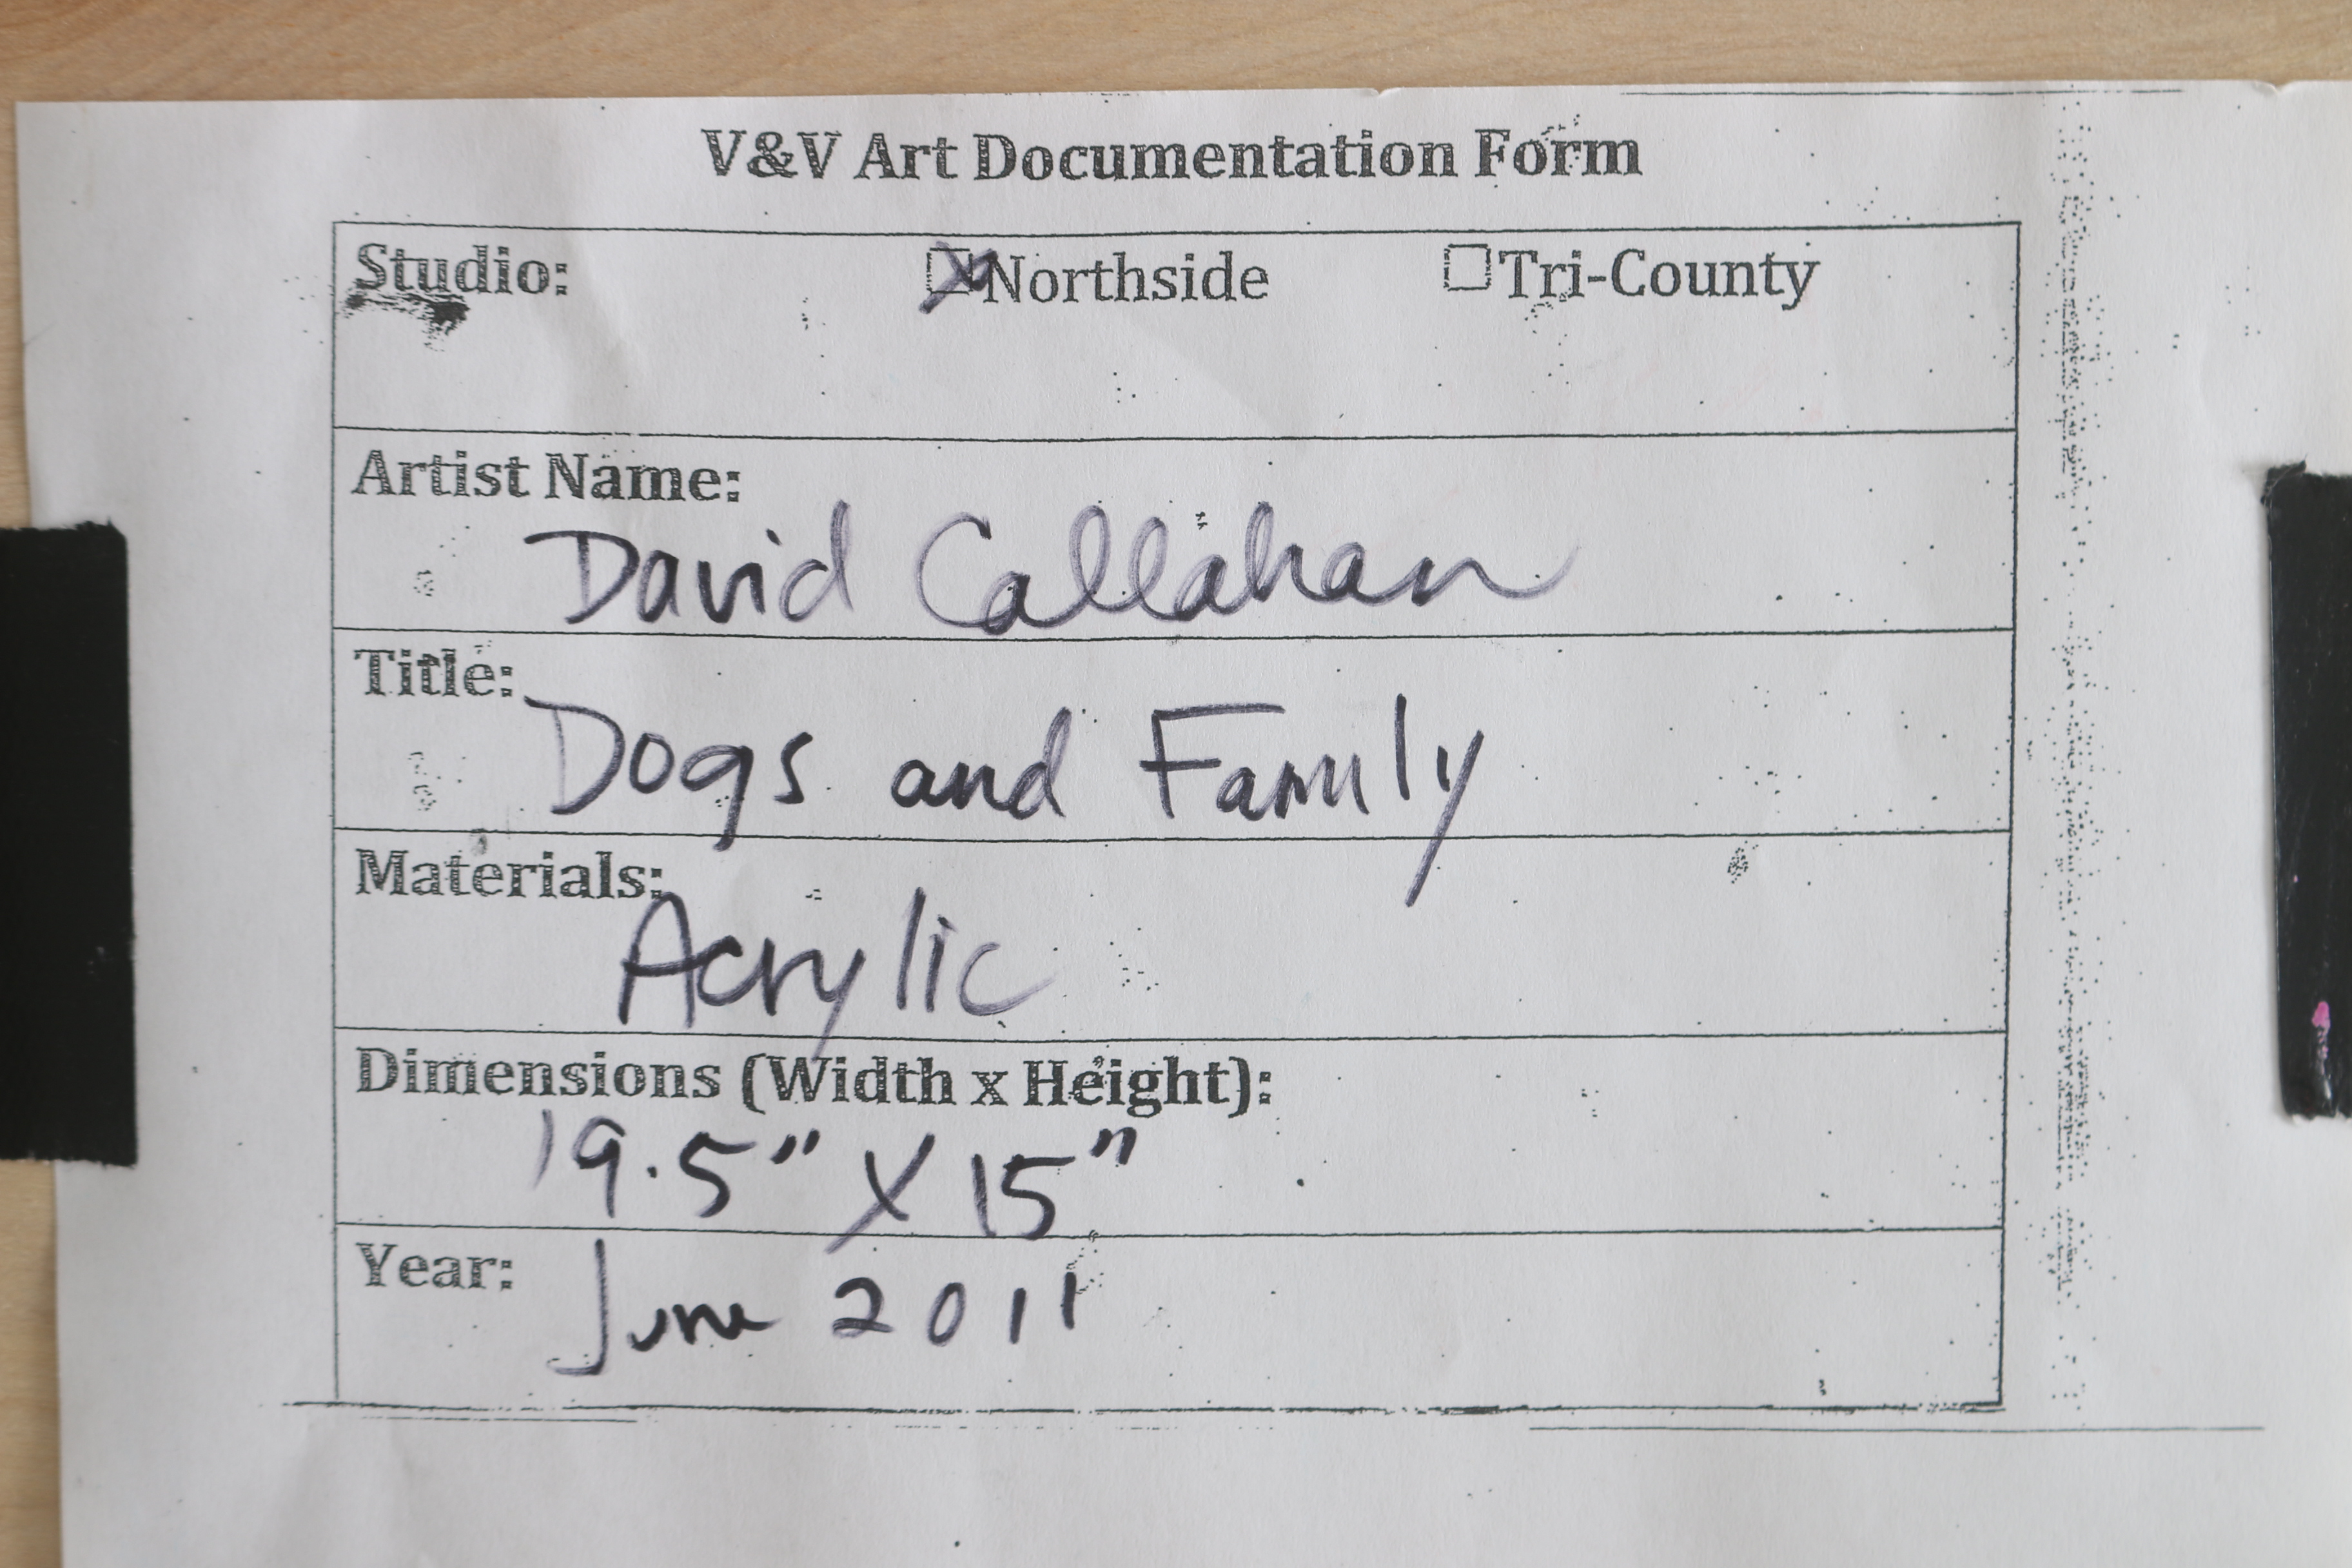 V&V Art Documentation Form
Studio: ☒Northside ☐Tri-County
Artist Name:
David Callahan
Title:
Dogs and Family
Materials:
Acrylic
Dimensions (Width x Height):
19.5" X 15"
Year: June 2011